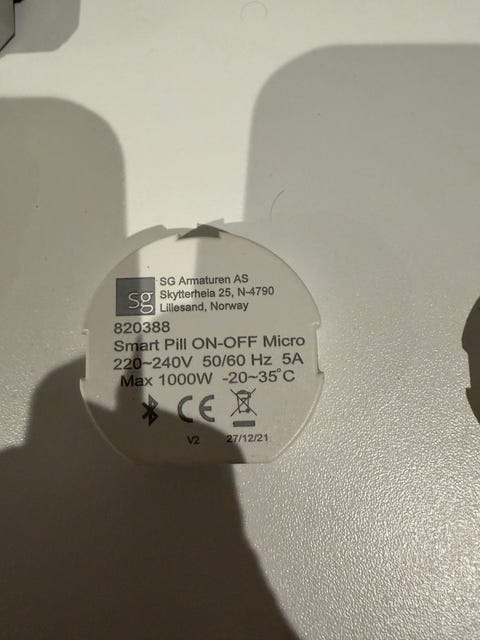 sg
SG Armaturen AS
Skytterheia 25, N-4790
Lillesand, Norway
820388
Smart Pill ON-OFF Micro
220~240V 50/60 Hz 5A
Max 1000W -20~35°C
CE
V2 27/12/21